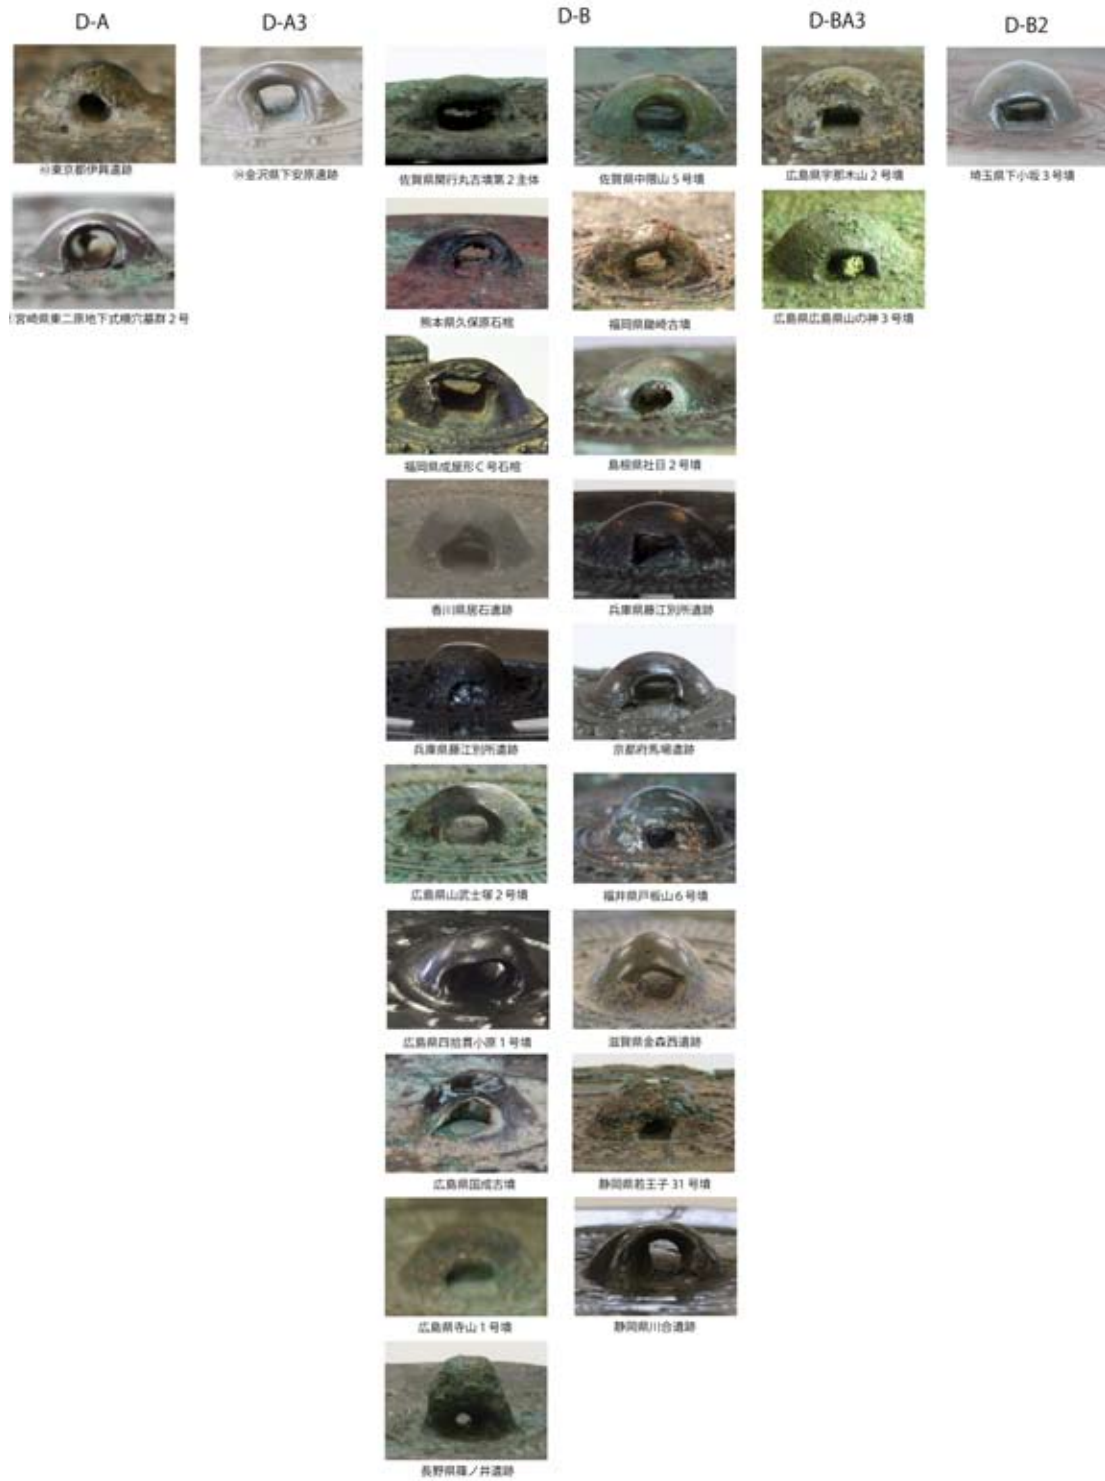 D-A
D-A3
D-B
D-BA3
D-B2
東京都伊興遺跡
金沢県下安原遺跡
佐賀県関行丸古墳第2主体
佐賀県中隈山5号墳
広島県宇那木山2号墳
埼玉県下小坂3号墳
宮崎県東二原地下式横穴墓群2号
熊本県久保原石棺
福岡県鋤崎古墳
広島県広島県山の神3号墳
福岡県成屋形C号石棺
島根県社日2号墳
香川県居石遺跡
兵庫県藤江別所遺跡
兵庫県藤江別所遺跡
京都府馬場遺跡
広島県山武士塚2号墳
福井県戸板山6号墳
広島県四拾貫小原1号墳
滋賀県金森西遺跡
広島県国成古墳
静岡県若王子31号墳
広島県寺山1号墳
静岡県川合遺跡
長野県篠ノ井遺跡